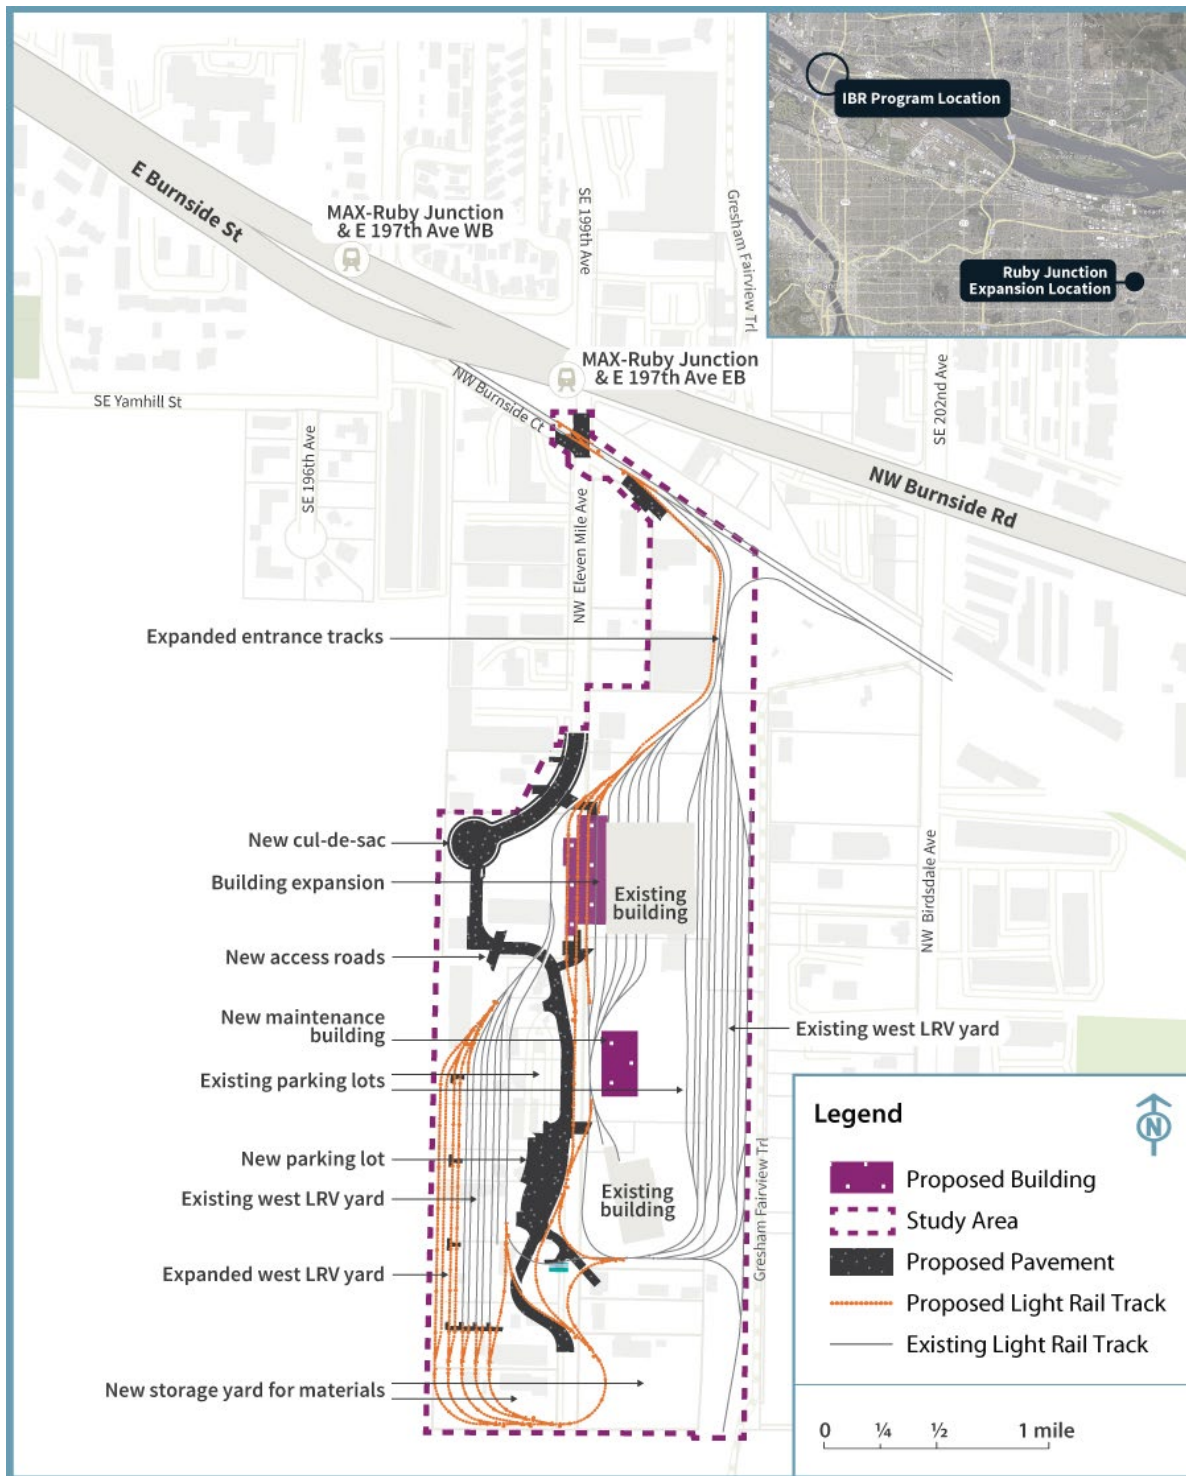 IBR Program Location
Ruby Junction
Expansion Location
E Burnside St
MAX-Ruby Junction
& E 197th Ave WB
SE 199th Ave
Gresham Fairview Trl
MAX-Ruby Junction
& E 197th Ave EB
NW Burnside Ct
SE Yamhill St
SE 196th Ave
SE 202nd Ave
NW Burnside Rd
NW Eleven Mile Ave
Expanded entrance tracks
New cul-de-sac
Building expansion
Existing
building
NW Birdsdale Ave
New access roads
New maintenance
building
Existing west LRV yard
Existing parking lots
New parking lot
Existing west LRV yard
Existing
building
Gresham Fairview Trl
Expanded west LRV yard
New storage yard for materials
Legend
N
Proposed Building
Study Area
Proposed Pavement
Proposed Light Rail Track
Existing Light Rail Track
0 ¼ ½ 1 mile